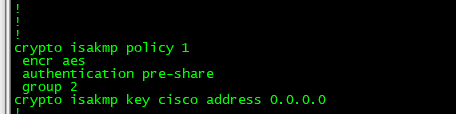 !
!
!
crypto isakmp policy 1
 encr aes
 authentication pre-share
 group 2
crypto isakmp key cisco address 0.0.0.0
!